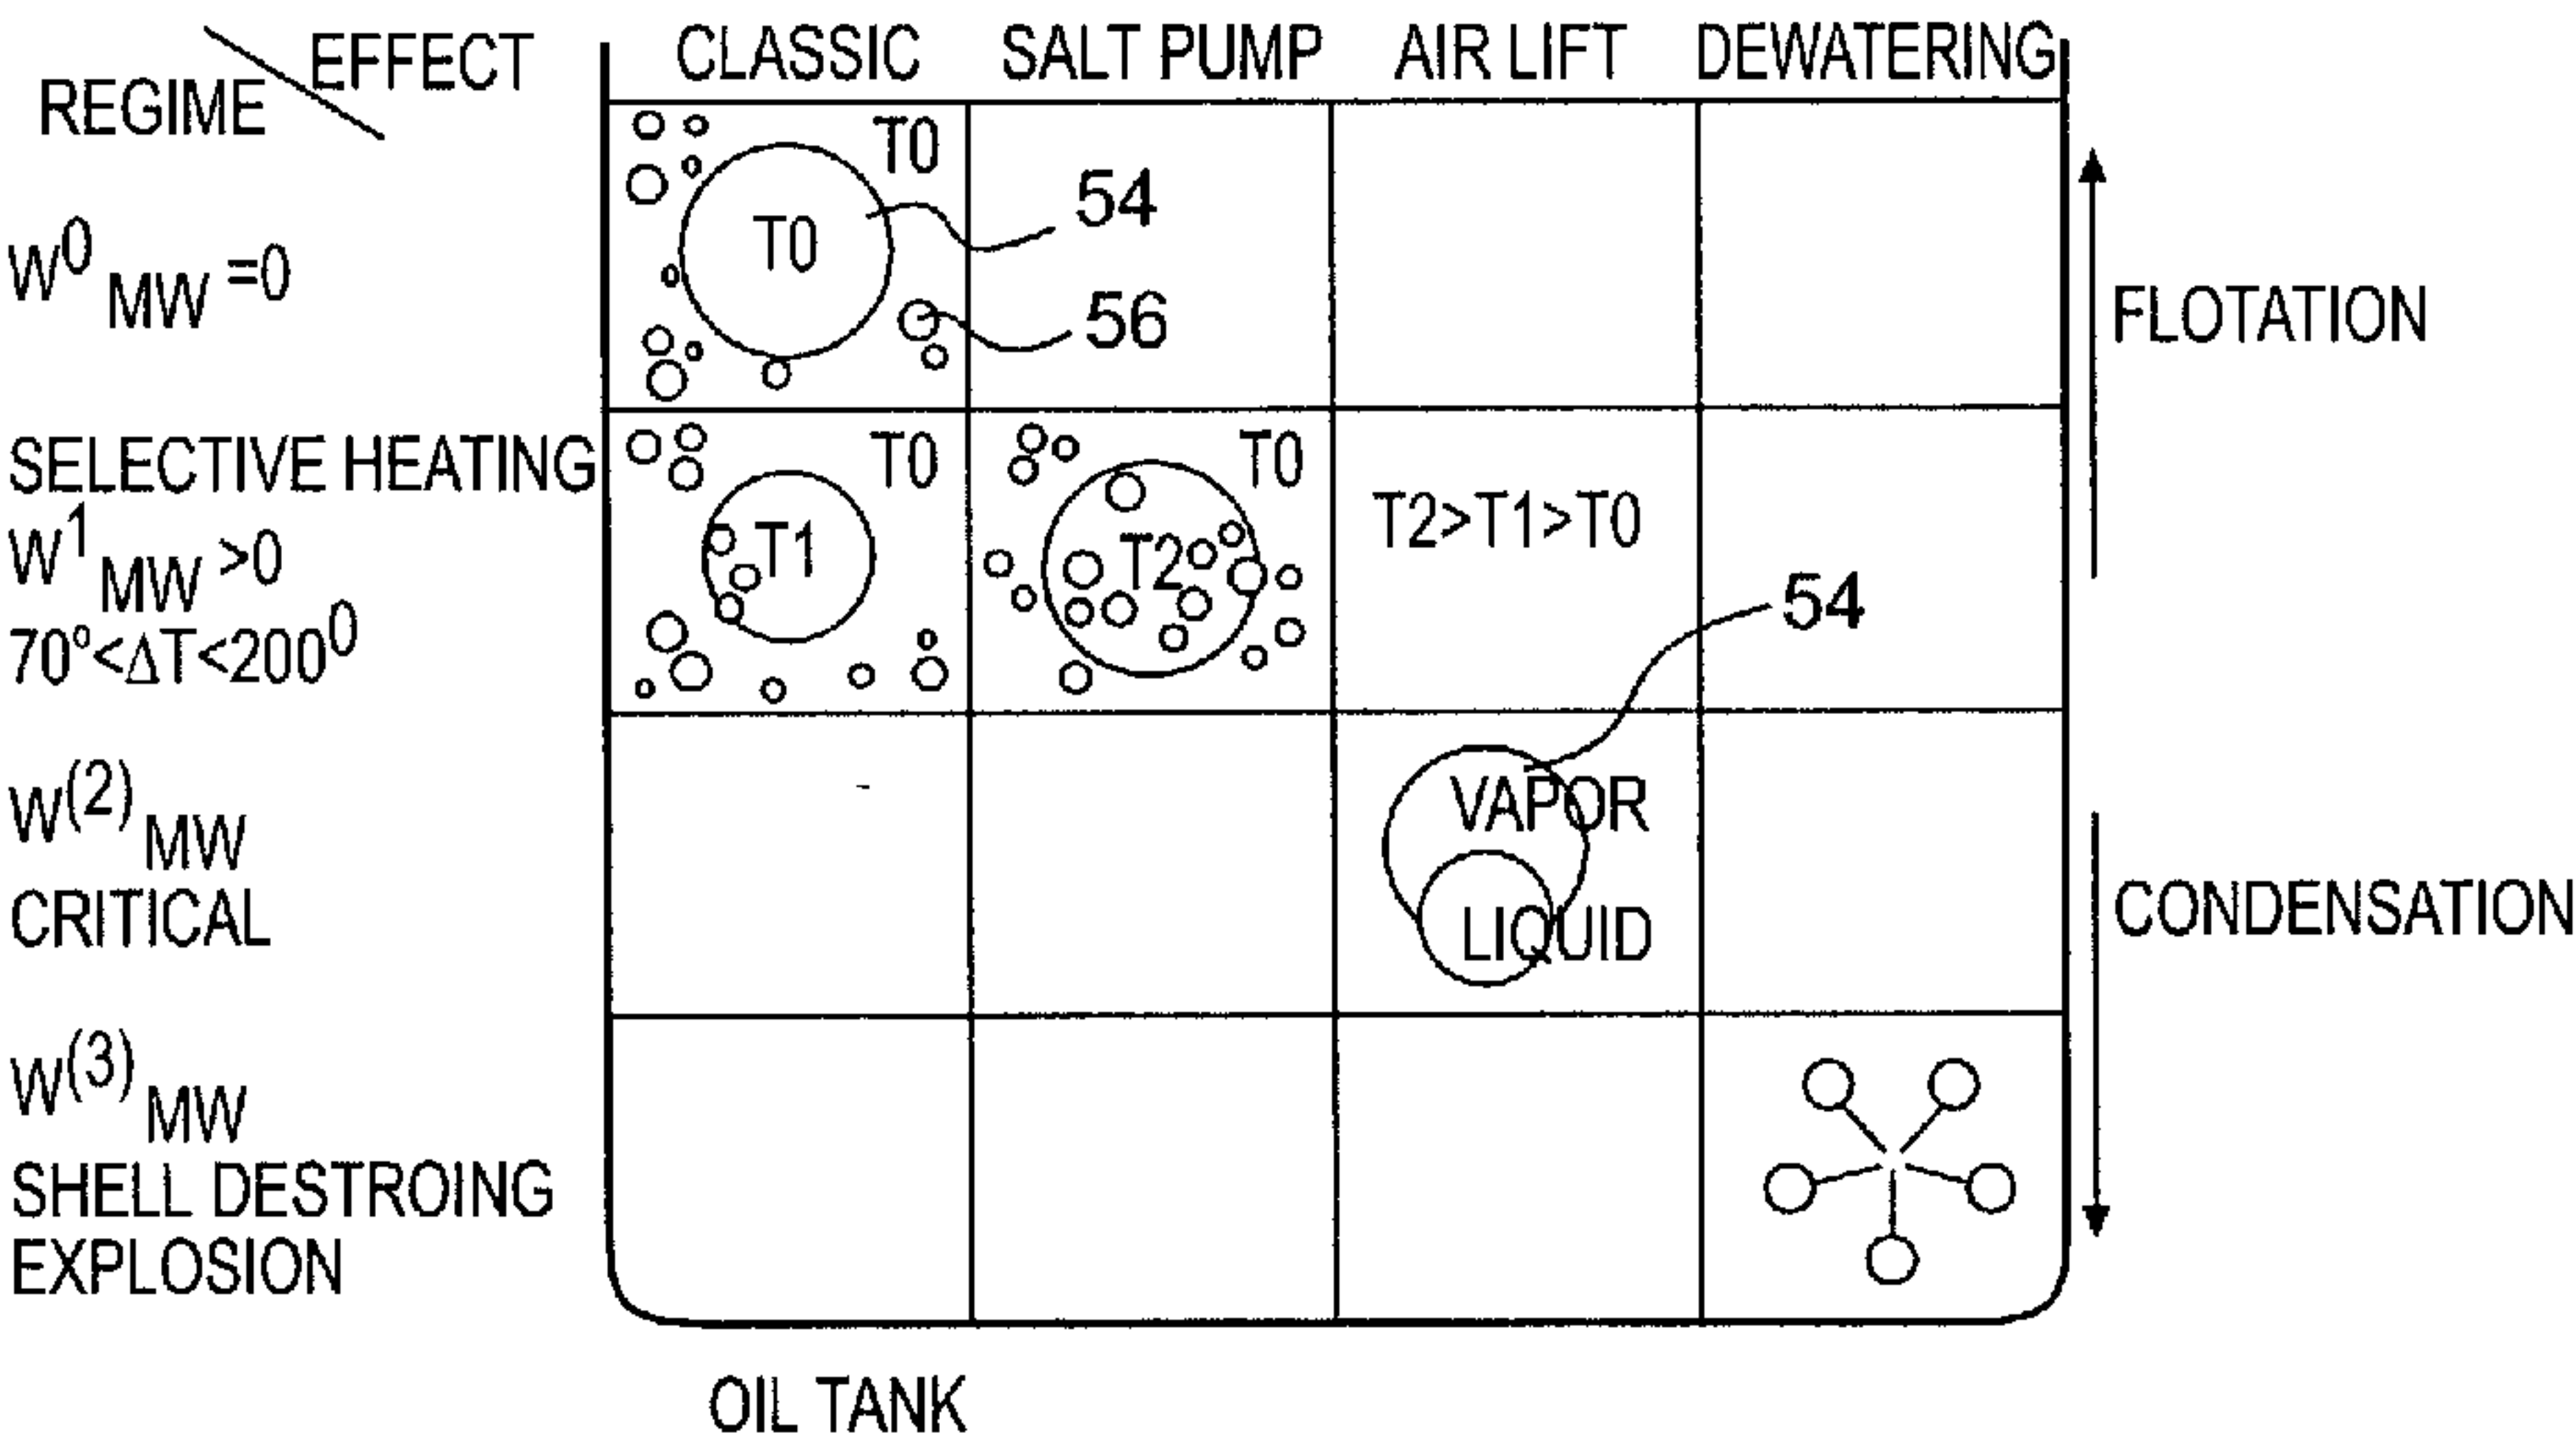 REGIME EFFECT CLASSIC SALT PUMP AIR LIFT DEWATERING
T0
T0
54
56
W⁰ MW =0
FLOTATION
SELECTIVE HEATING
W¹ MW >0
70°<ΔT<200⁰
T0
T1
T0
T2
T2>T1>T0
54
W⁽²⁾ MW
CRITICAL
VAPOR
LIQUID
CONDENSATION
W⁽³⁾ MW
SHELL DESTROING
EXPLOSION
OIL TANK